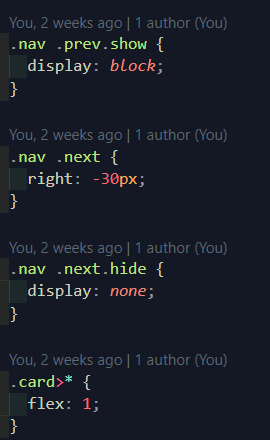 You, 2 weeks ago | 1 author (You)
.nav .prev.show {
display: block;
}
You, 2 weeks ago | 1 author (You)
.nav .next {
right: -30px;
}
You, 2 weeks ago | 1 author (You)
.nav .next.hide {
display: none;
}
You, 2 weeks ago | 1 author (You)
.card>* {
flex: 1;
}